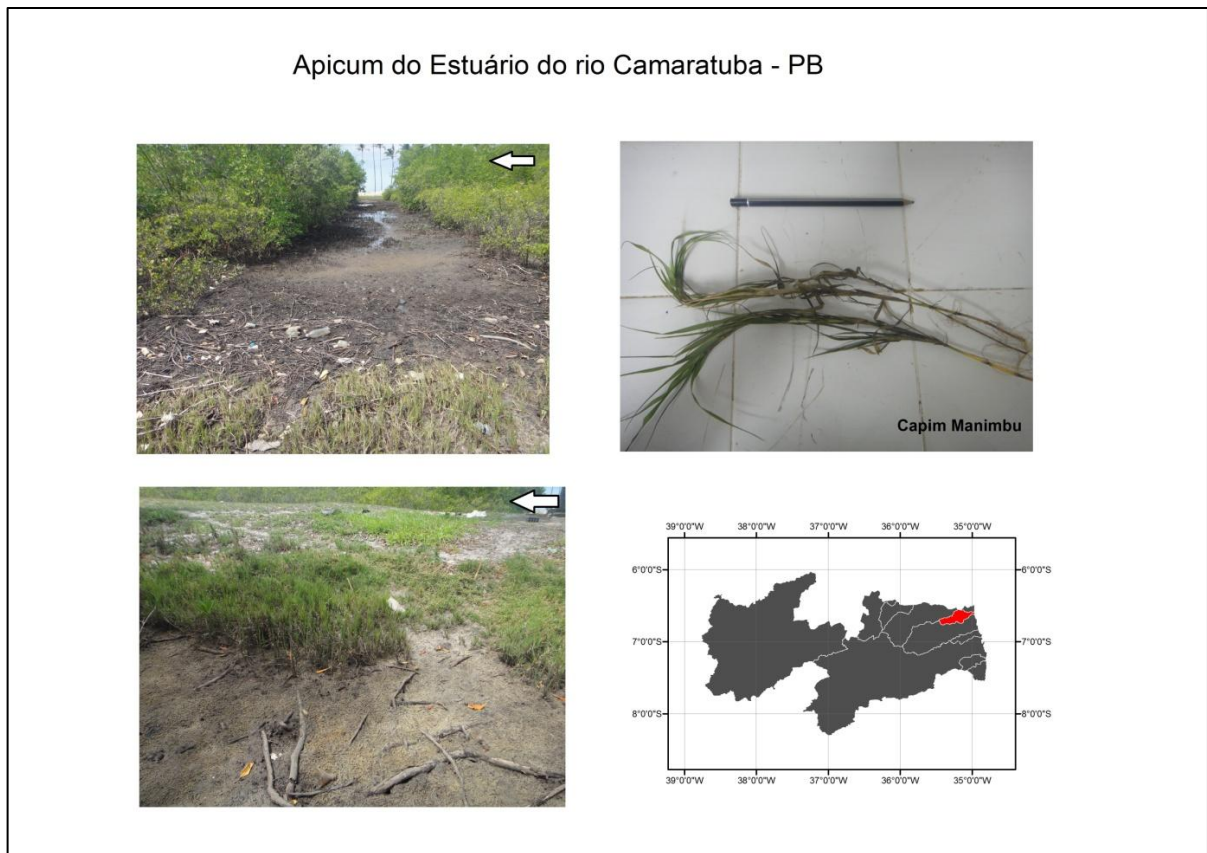 Apicum do Estuário do rio Camaratuba - PB
Capim Manimbu
39°0'0"W 38°0'0"W 37°0'0"W 36°0'0"W 35°0'0"W
6°0'0"S 6°0'0"S
7°0'0"S 7°0'0"S
8°0'0"S 8°0'0"S
39°0'0"W 38°0'0"W 37°0'0"W 36°0'0"W 35°0'0"W